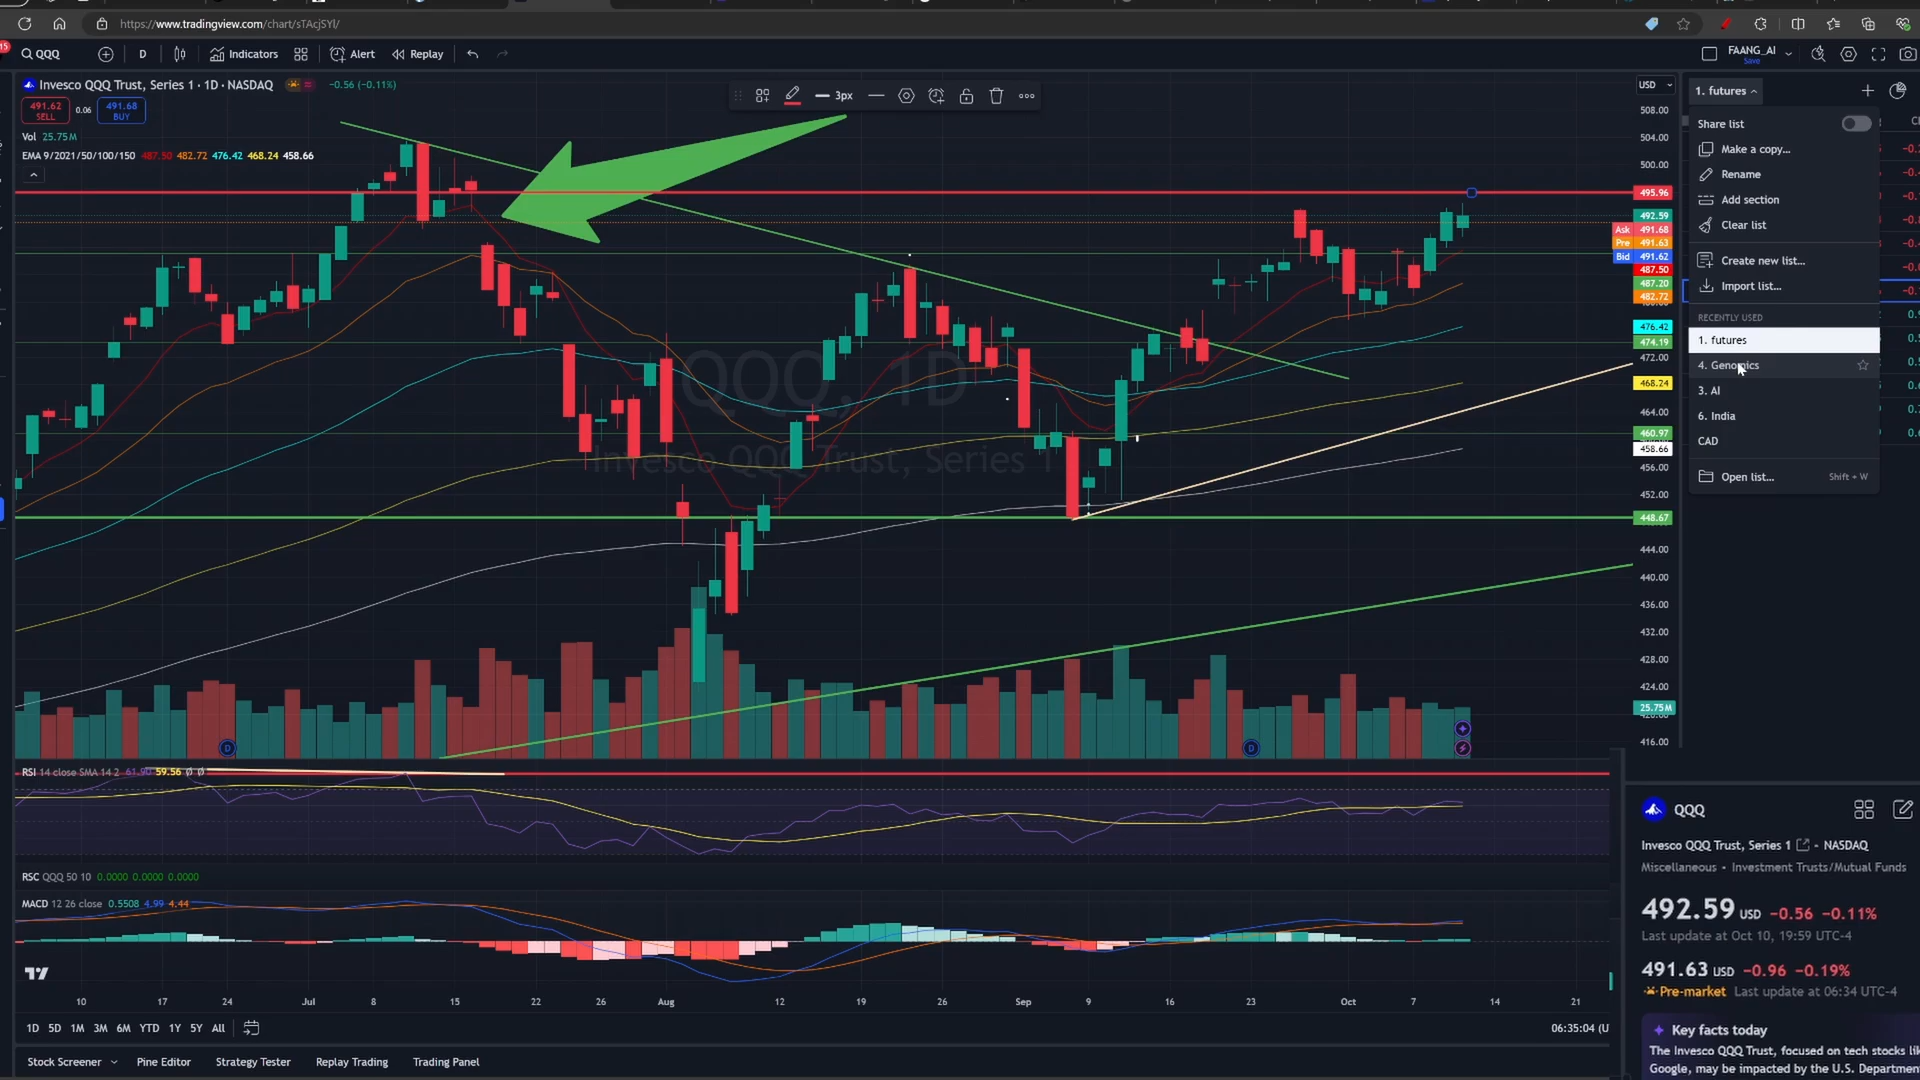 https://www.tradingview.com/chart/sTAcjSYl/
15
QQQ
D
Indicators
Alert
Replay
FAANG_AI
Save
Invesco QQQ Trust, Series 1 · 1D · NASDAQ
-0.56 (-0.11%)
3px
USD
1. futures
491.62
SELL
0.06
491.68
BUY
Vol 25.75M
EMA 9/2021/50/100/150 487.50 482.72 476.42 468.24 458.66
508.00
504.00
500.00
495.96
492.59
Ask 491.68
Pre 491.63
Bid 491.62
487.50
487.20
482.72
476.42
474.19
472.00
468.24
464.00
460.97
458.66
456.00
452.00
448.67
444.00
440.00
436.00
432.00
428.00
424.00
25.75M
416.00
Share list
Make a copy...
Rename
Add section
Clear list
Create new list...
Import list...
RECENTLY USED
1. futures
4. Genomics
3. AI
6. India
CAD
Open list...
Shift + W
QQQ, 1D
Invesco QQQ Trust, Series 1
D
D
RSI 14 close SMA 14 2 61.90 59.56 Ø Ø
RSC QQQ 50 10 0.0000 0.0000 0.0000
MACD 12 26 close 0.5508 4.99 4.44
10
17
24
Jul
8
15
22
26
Aug
12
19
26
Sep
9
16
23
Oct
7
14
21
1D
5D
1M
3M
6M
YTD
1Y
5Y
All
06:35:04 (U
Stock Screener
Pine Editor
Strategy Tester
Replay Trading
Trading Panel
QQQ
Invesco QQQ Trust, Series 1 • NASDAQ
Miscellaneous • Investment Trusts/Mutual Funds
492.59 USD -0.56 -0.11%
Last update at Oct 10, 19:59 UTC-4
491.63 USD -0.96 -0.19%
Pre-market Last update at 06:34 UTC-4
Key facts today
The Invesco QQQ Trust, focused on tech stocks
Google, may be impacted by the U.S. Department